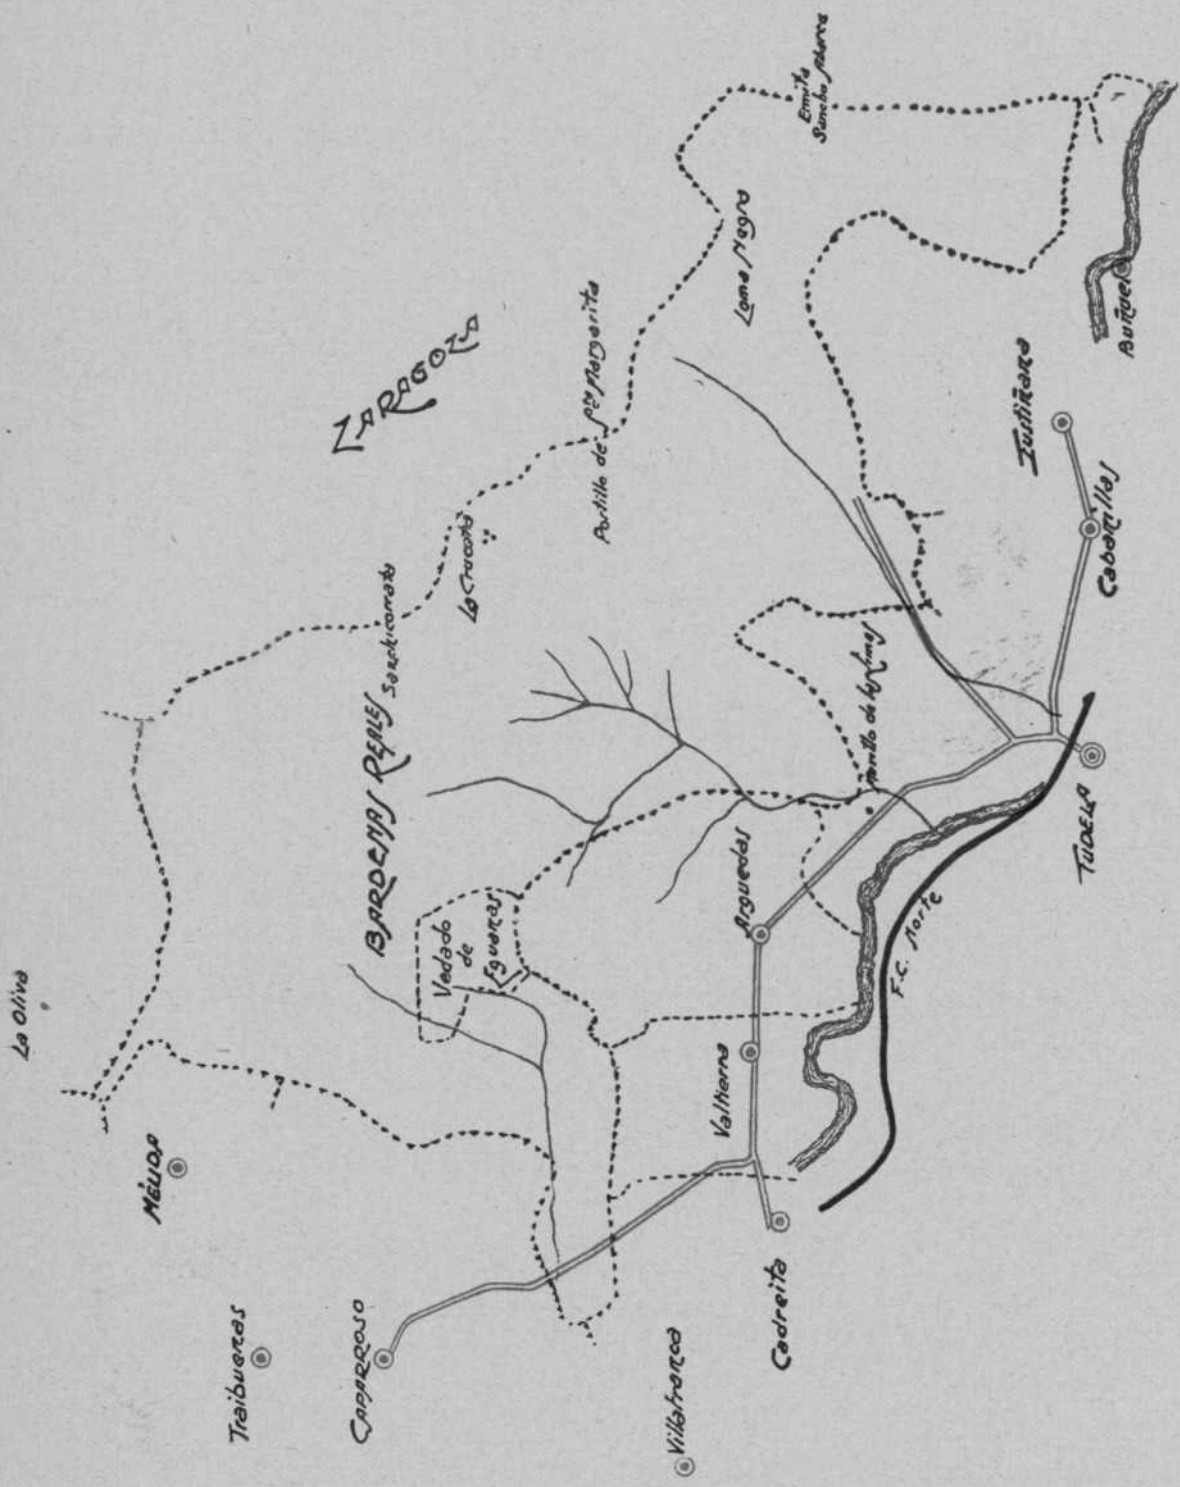 La Oliva
MÉLIDA
Traibuenas
CAPARROSO
Villafranca
Cadreita
Valtierra
Arguedas
Vedado
de
Eguaras
BARDENAS REALES
Sanchicorrota
La Cruceta
ZARAGOZA
Portillo de Sta Margarita
Loma Negra
Ermita
Sancho Abarca
Portillo de las Limas
F.C. Norte
TUDELA
Cabanillas
Fustiñana
Buñuel